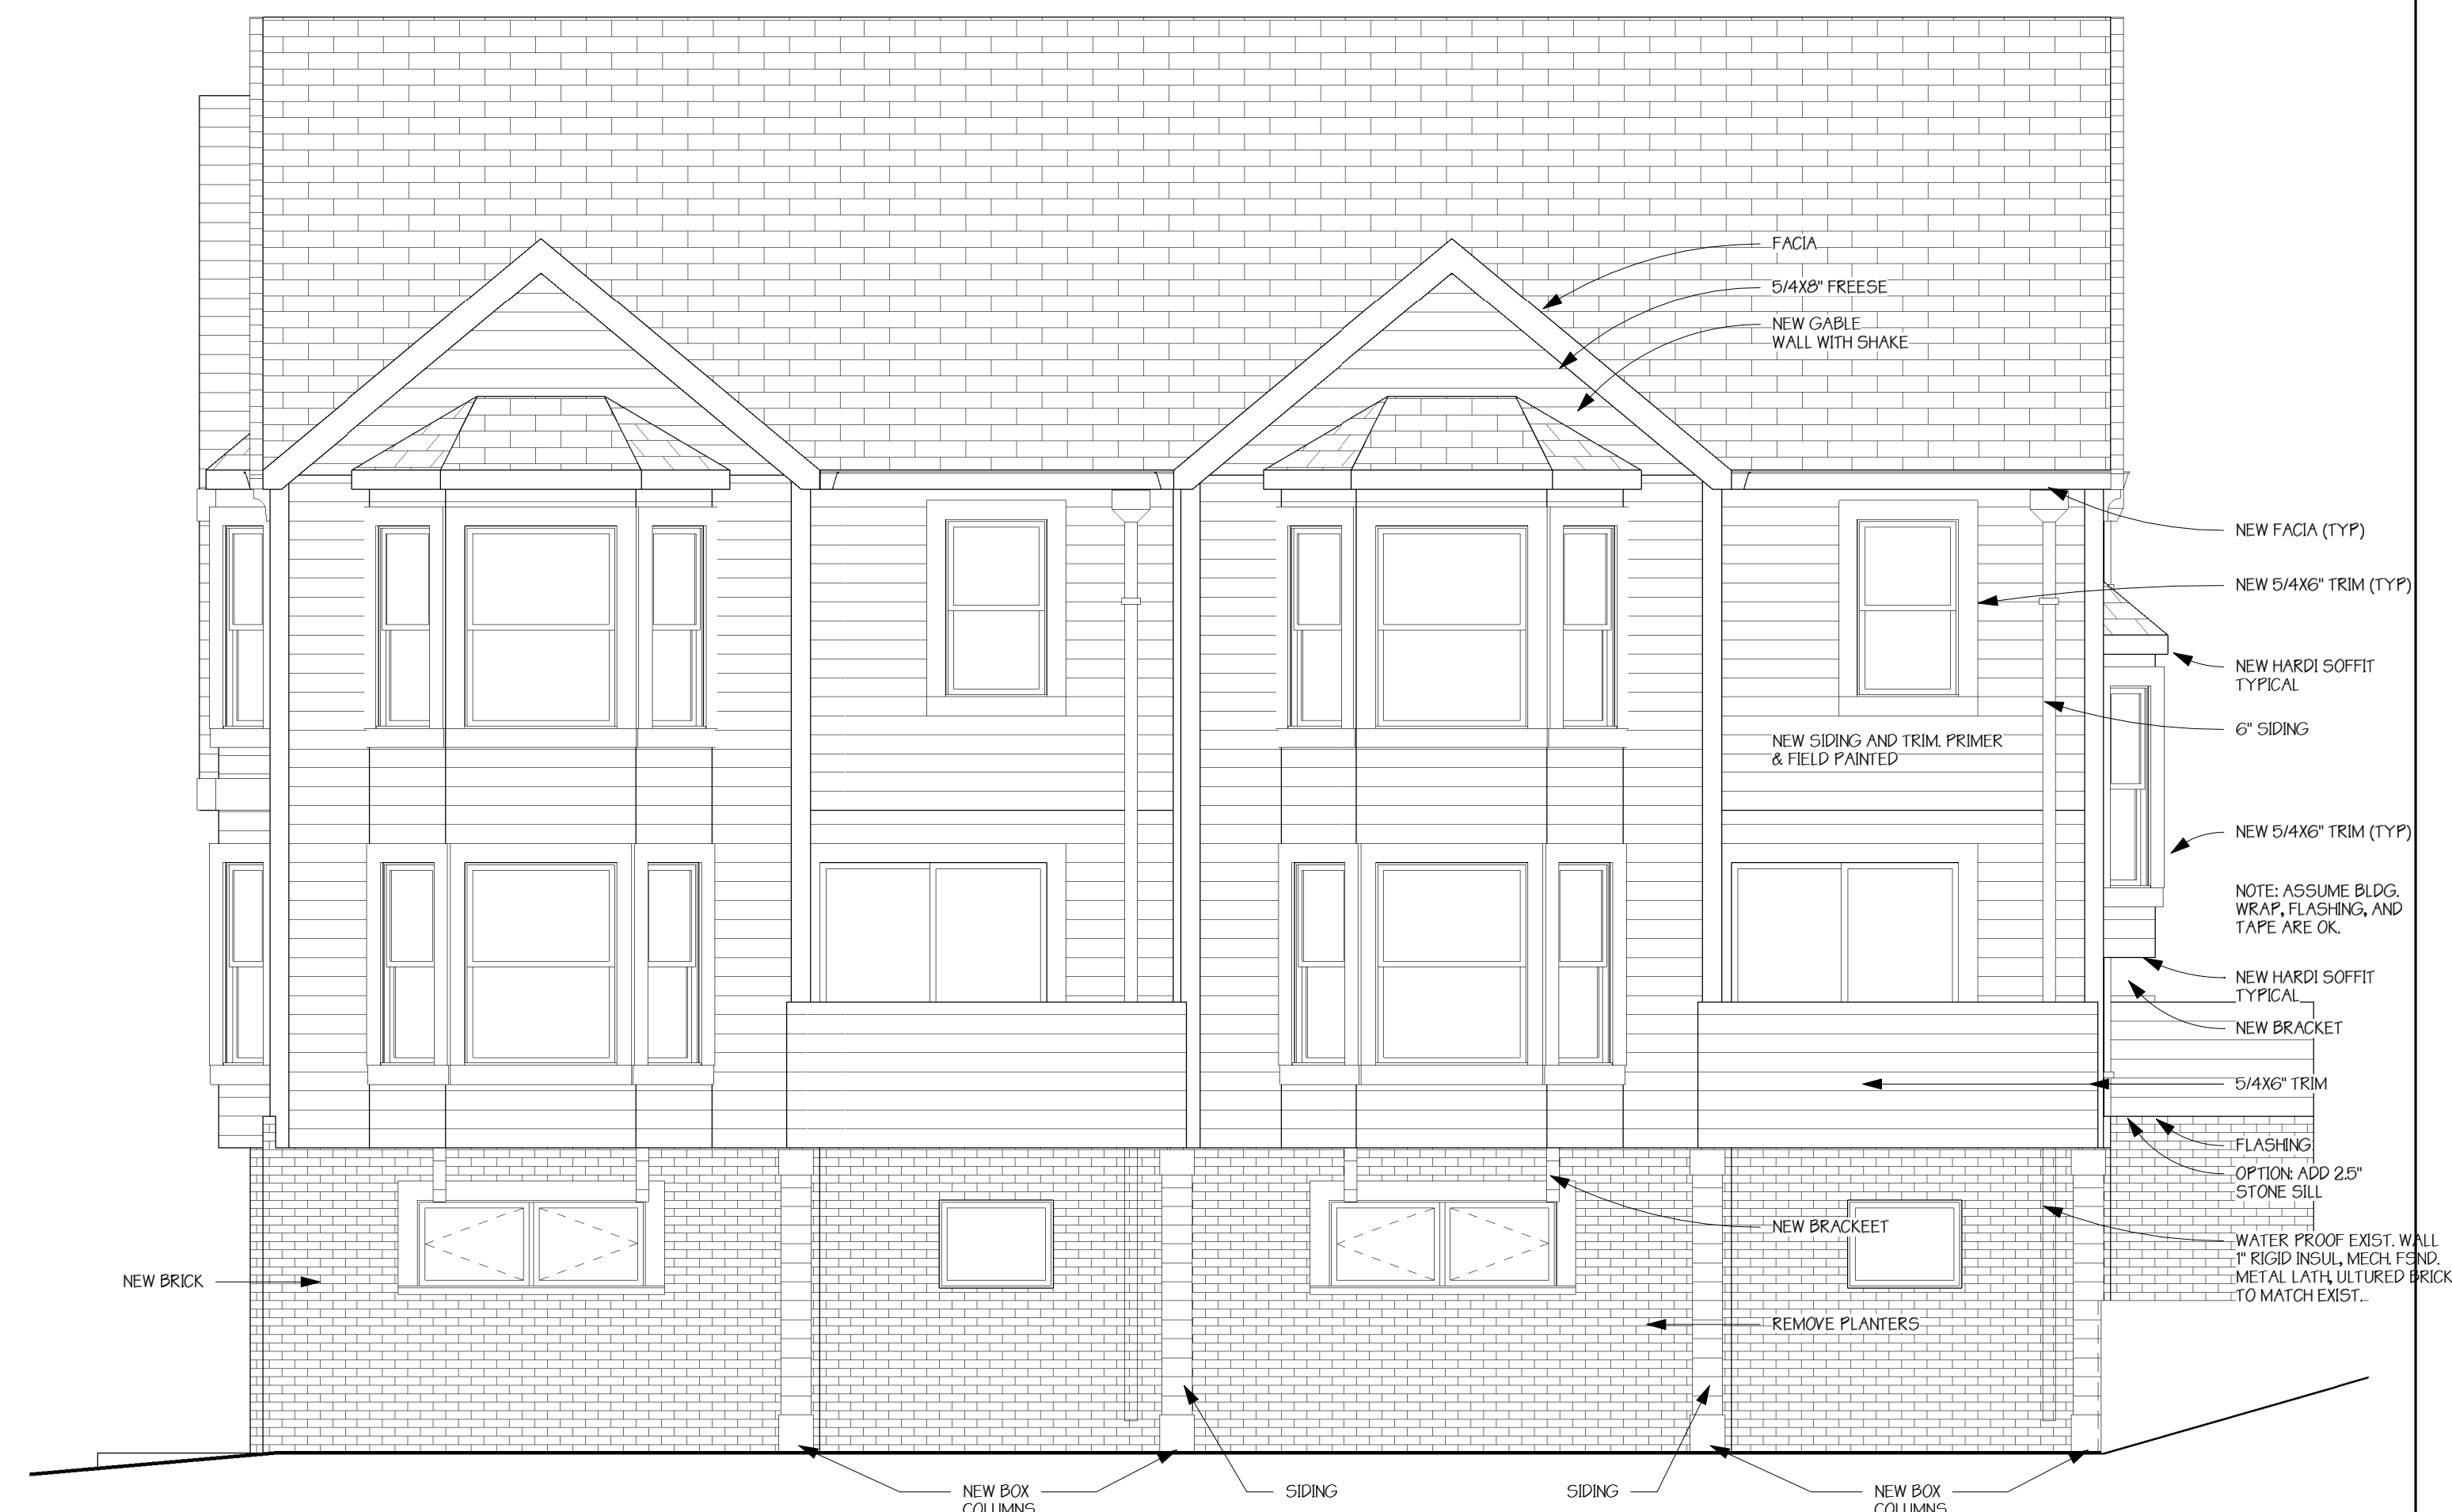 FACIA
5/4X8" FREESE
NEW GABLE
WALL WITH SHAKE
NEW FACIA (TYP)
NEW 5/4X6" TRIM (TYP)
NEW HARDI SOFFIT
TYPICAL
6" SIDING
NEW SIDING AND TRIM. PRIMER
& FIELD PAINTED
NEW 5/4X6" TRIM (TYP)
NOTE: ASSUME BLDG.
WRAP, FLASHING, AND
TAPE ARE OK.
NEW HARDI SOFFIT
TYPICAL
NEW BRACKET
5/4X6" TRIM
FLASHING
OPTION: ADD 2.5"
STONE SILL
NEW BRACKEET
WATER PROOF EXIST. WALL
1" RIGID INSUL, MECH. FSND.
METAL LATH, ULTURED BRICK
TO MATCH EXIST.
NEW BRICK
REMOVE PLANTERS
NEW BOX
COLUMNS
SIDING
SIDING
NEW BOX
COLUMNS